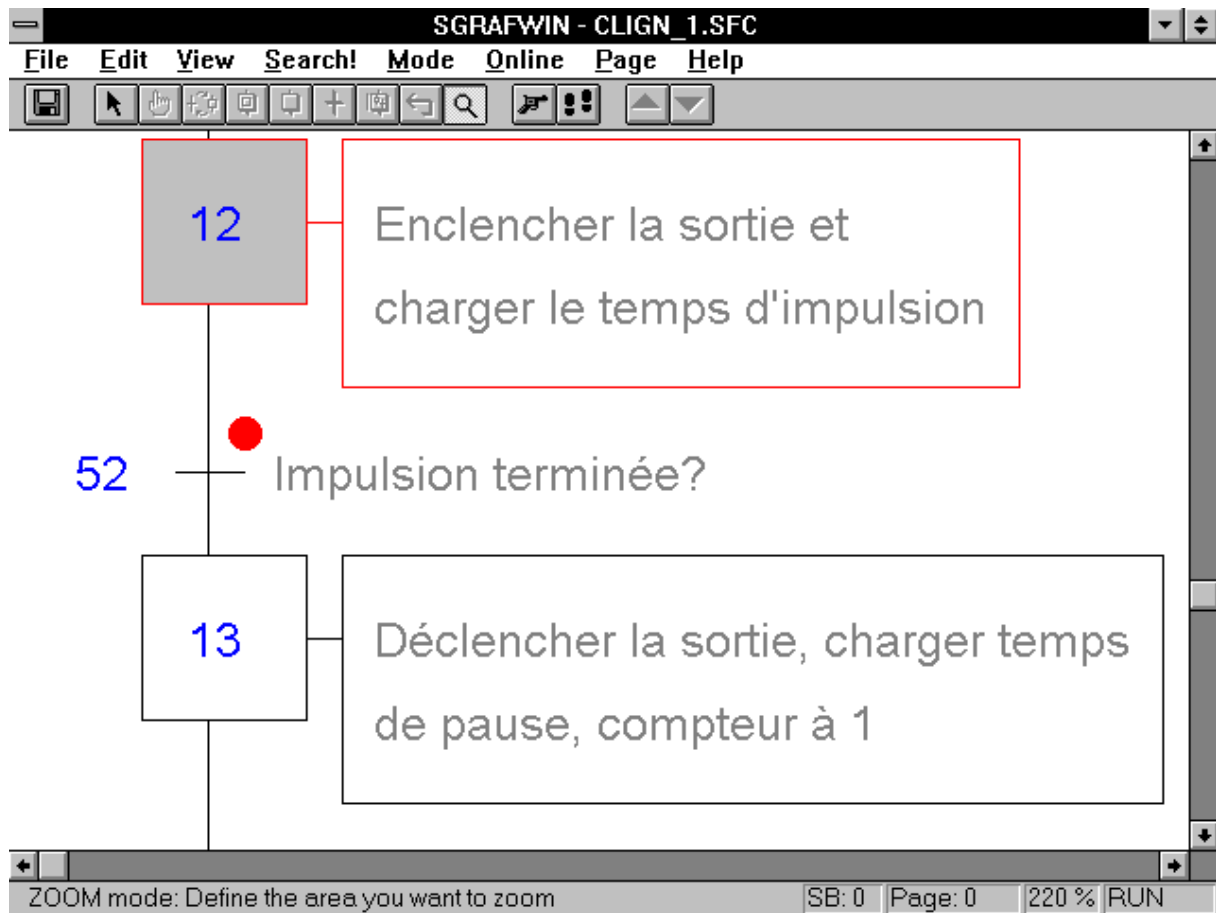 SGRAFWIN - CLIGN_1.SFC
File Edit View Search! Mode Online Page Help
12
Enclencher la sortie et
charger le temps d'impulsion
52 Impulsion terminée?
13
Déclencher la sortie, charger temps
de pause, compteur à 1
ZOOM mode: Define the area you want to zoom SB: 0 Page: 0 220 % RUN